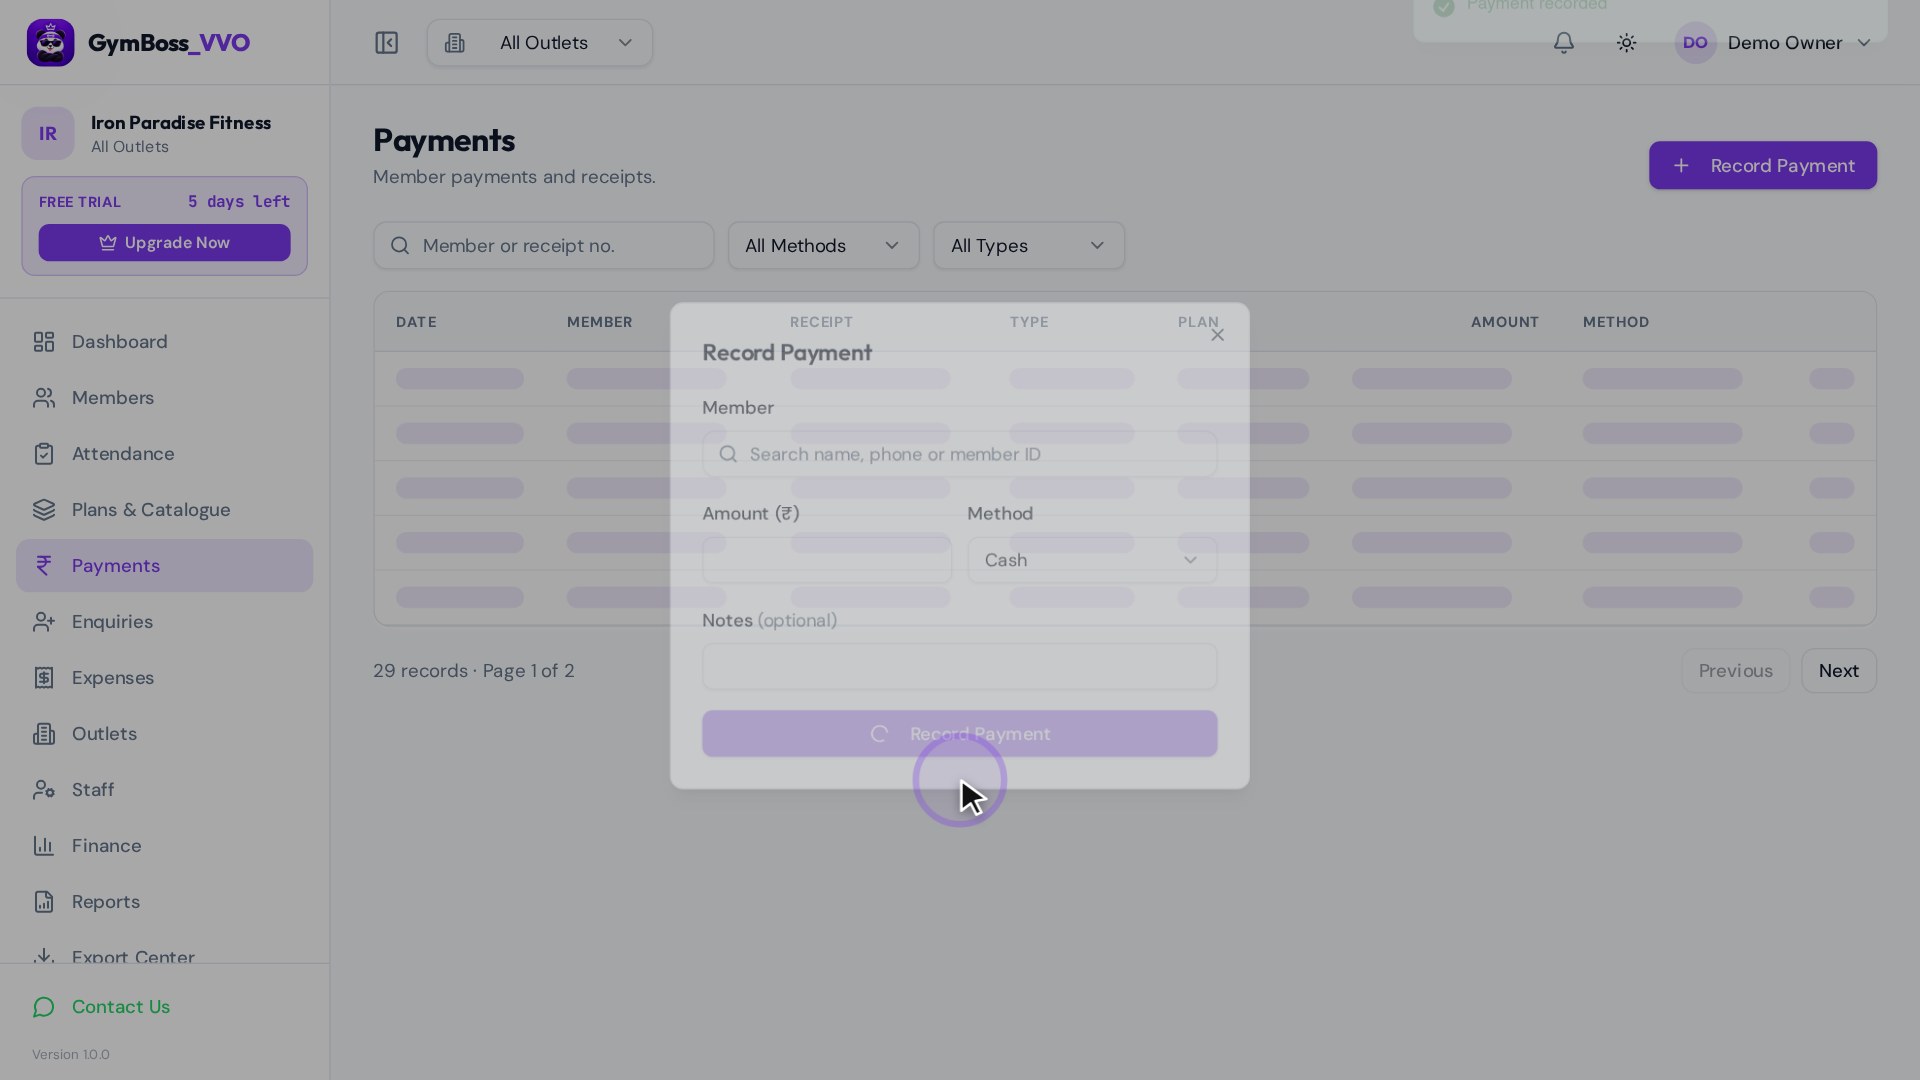 GymBoss_VVO
All Outlets
Payment recorded
DO Demo Owner
IR
Iron Paradise Fitness
All Outlets
FREE TRIAL 5 days left
Upgrade Now
Dashboard
Members
Attendance
Plans & Catalogue
Payments
Enquiries
Expenses
Outlets
Staff
Finance
Reports
Export Center
Contact Us
Version 1.0.0
Payments
Member payments and receipts.
Record Payment
Member or receipt no.
All Methods
All Types
DATE MEMBER RECEIPT TYPE PLAN AMOUNT METHOD
Record Payment
Member
Search name, phone or member ID
Amount (₹) Method
Cash
Notes (optional)
Record Payment
29 records · Page 1 of 2
Previous Next